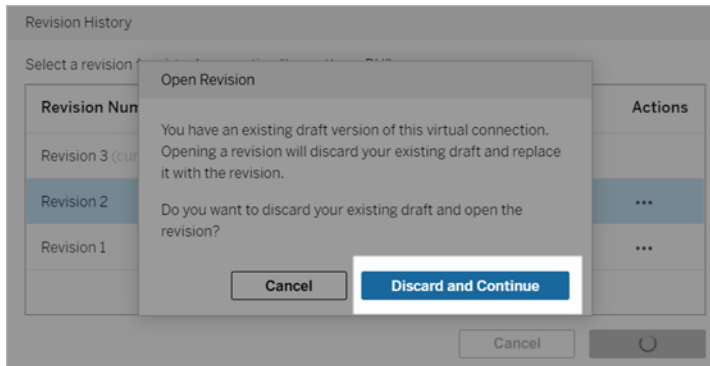 Revision History
Select a revision
Open Revision
Revision Num
Actions
You have an existing draft version of this virtual connection.
Opening a revision will discard your existing draft and replace
it with the revision.
Revision 3 (cur
Revision 2
•••
Do you want to discard your existing draft and open the
revision?
Revision 1
•••
Cancel
Discard and Continue
Cancel